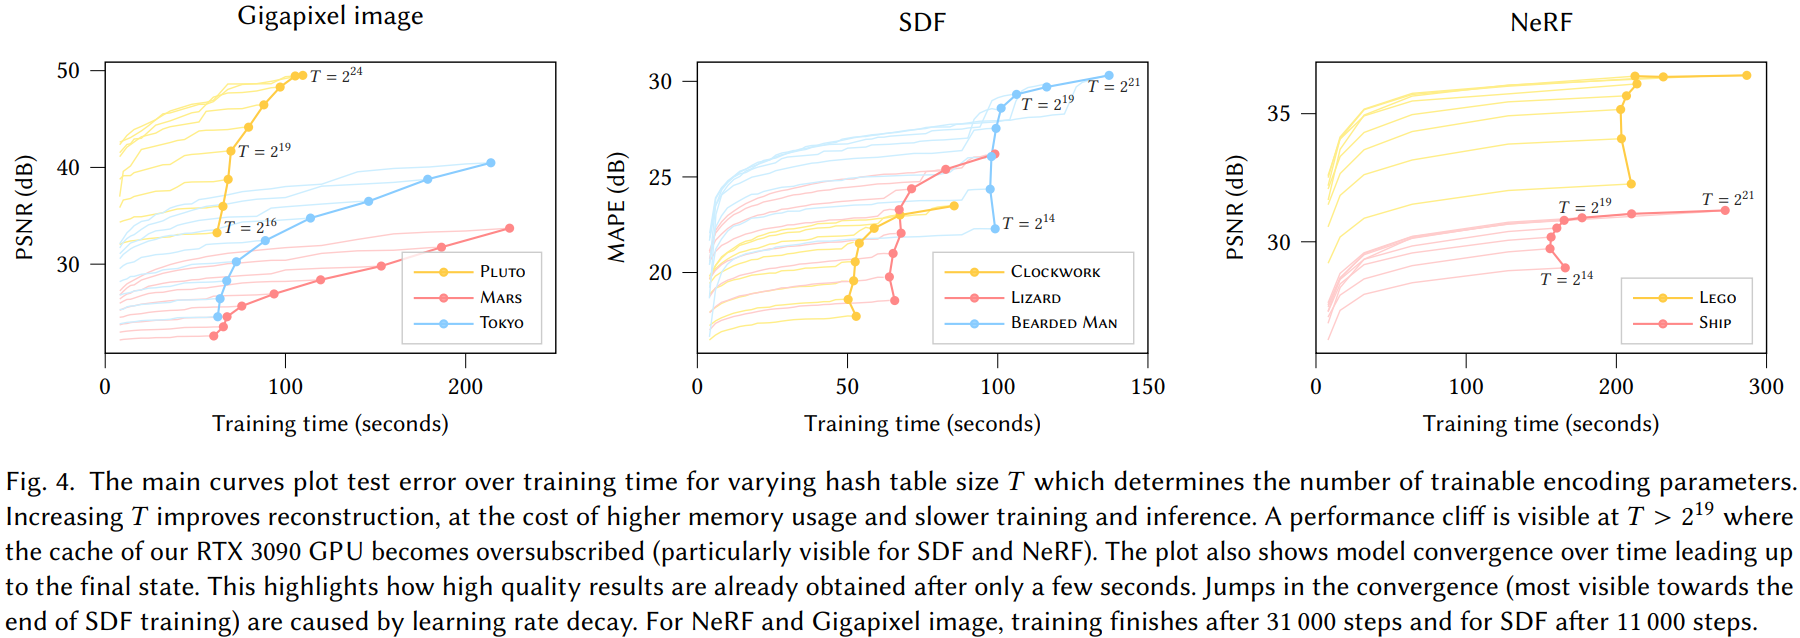 Gigapixel image
SDF
NeRF
PSNR (dB)
50
40
30
T = 2^24
T = 2^19
T = 2^16
Pluto
Mars
Tokyo
0
100
200
Training time (seconds)
MAPE (dB)
30
25
20
T = 2^21
T = 2^19
T = 2^14
Clockwork
Lizard
Bearded Man
0
50
100
150
Training time (seconds)
PSNR (dB)
35
30
T = 2^19
T = 2^21
T = 2^14
Lego
Ship
0
100
200
300
Training time (seconds)
Fig. 4. The main curves plot test error over training time for varying hash table size T which determines the number of trainable encoding parameters.
Increasing T improves reconstruction, at the cost of higher memory usage and slower training and inference. A performance cliff is visible at T > 2^19 where
the cache of our RTX 3090 GPU becomes oversubscribed (particularly visible for SDF and NeRF). The plot also shows model convergence over time leading up
to the final state. This highlights how high quality results are already obtained after only a few seconds. Jumps in the convergence (most visible towards the
end of SDF training) are caused by learning rate decay. For NeRF and Gigapixel image, training finishes after 31 000 steps and for SDF after 11 000 steps.